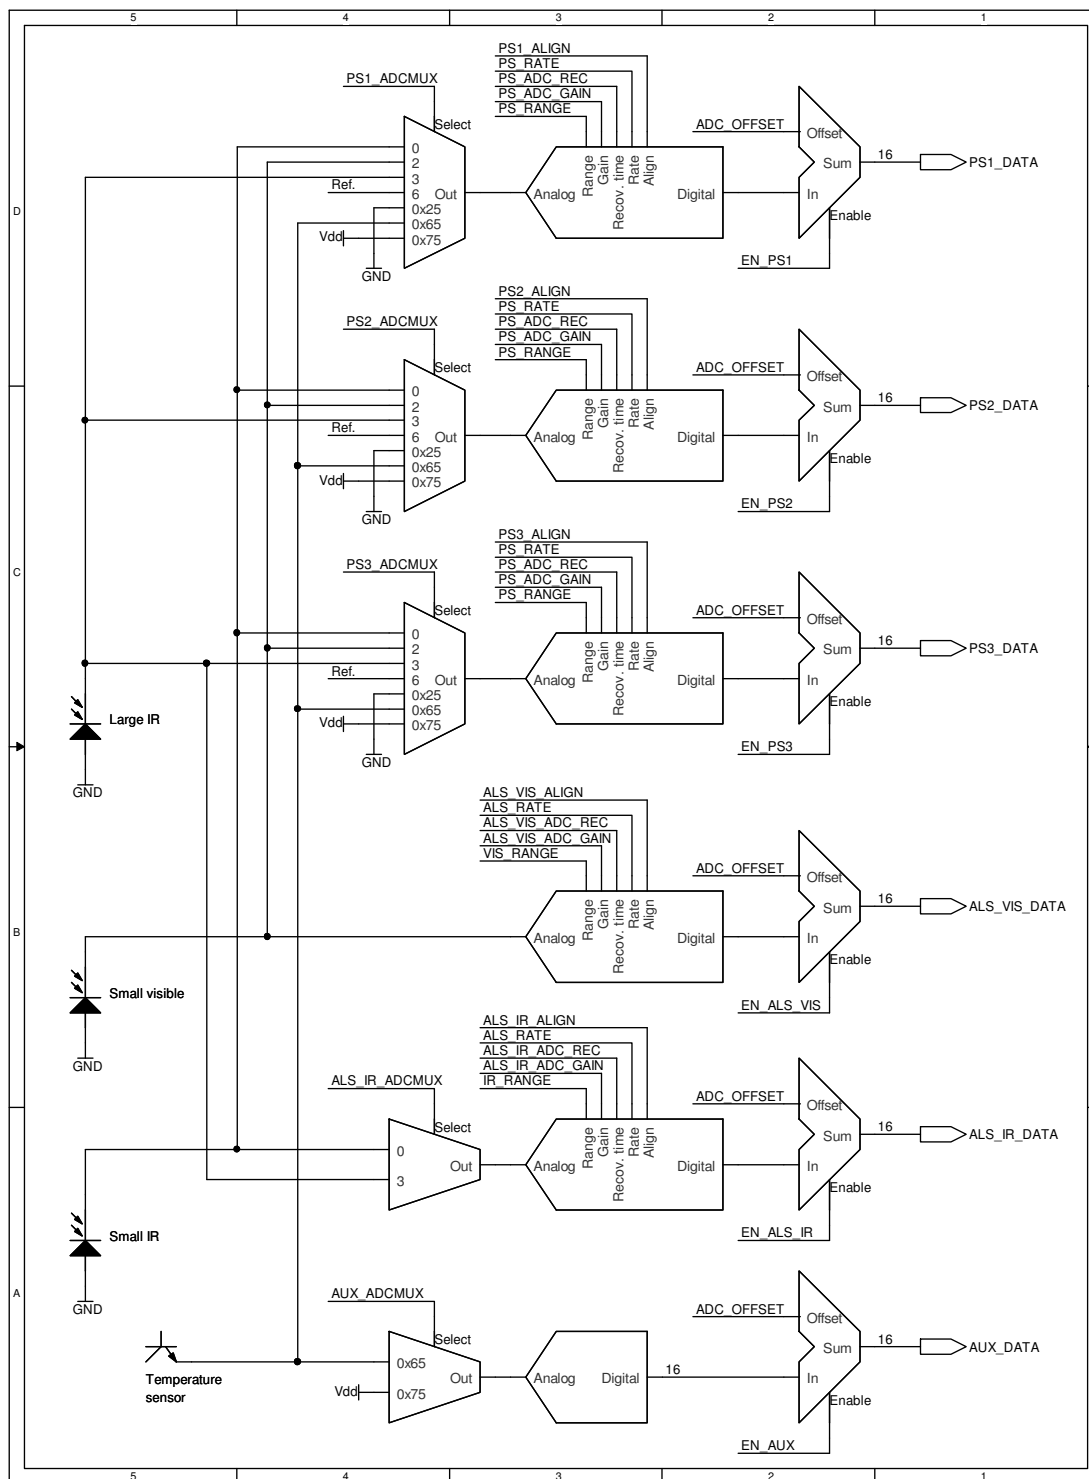 5 4 3 2 1
D
C
B
A
PS1_ADCMUX
Select
0
2
3
6
0x25
0x65
0x75
Out
Ref.
Vdd
GND
PS1_ALIGN
PS_RATE
PS_ADC_REC
PS_ADC_GAIN
PS_RANGE
Analog
Range
Gain
Recov. time
Rate
Align
Digital
ADC_OFFSET
Offset
Sum
In
Enable
EN_PS1
16
PS1_DATA
PS2_ADCMUX
Select
0
2
3
6
0x25
0x65
0x75
Out
Ref.
Vdd
GND
PS2_ALIGN
PS_RATE
PS_ADC_REC
PS_ADC_GAIN
PS_RANGE
Analog
Range
Gain
Recov. time
Rate
Align
Digital
ADC_OFFSET
Offset
Sum
In
Enable
EN_PS2
16
PS2_DATA
PS3_ADCMUX
Select
0
2
3
6
0x25
0x65
0x75
Out
Ref.
Vdd
GND
PS3_ALIGN
PS_RATE
PS_ADC_REC
PS_ADC_GAIN
PS_RANGE
Analog
Range
Gain
Recov. time
Rate
Align
Digital
ADC_OFFSET
Offset
Sum
In
Enable
EN_PS3
16
PS3_DATA
Large IR
GND
ALS_VIS_ALIGN
ALS_RATE
ALS_VIS_ADC_REC
ALS_VIS_ADC_GAIN
VIS_RANGE
Analog
Range
Gain
Recov. time
Rate
Align
Digital
ADC_OFFSET
Offset
Sum
In
Enable
EN_ALS_VIS
16
ALS_VIS_DATA
Small visible
GND
ALS_IR_ADCMUX
Select
0
3
Out
ALS_IR_ALIGN
ALS_RATE
ALS_IR_ADC_REC
ALS_IR_ADC_GAIN
IR_RANGE
Analog
Range
Gain
Recov. time
Rate
Align
Digital
ADC_OFFSET
Offset
Sum
In
Enable
EN_ALS_IR
16
ALS_IR_DATA
Small IR
GND
AUX_ADCMUX
Select
0x65
0x75
Out
Vdd
Temperature
sensor
Analog
Digital
16
ADC_OFFSET
Offset
Sum
In
Enable
EN_AUX
16
AUX_DATA
5 4 3 2 1